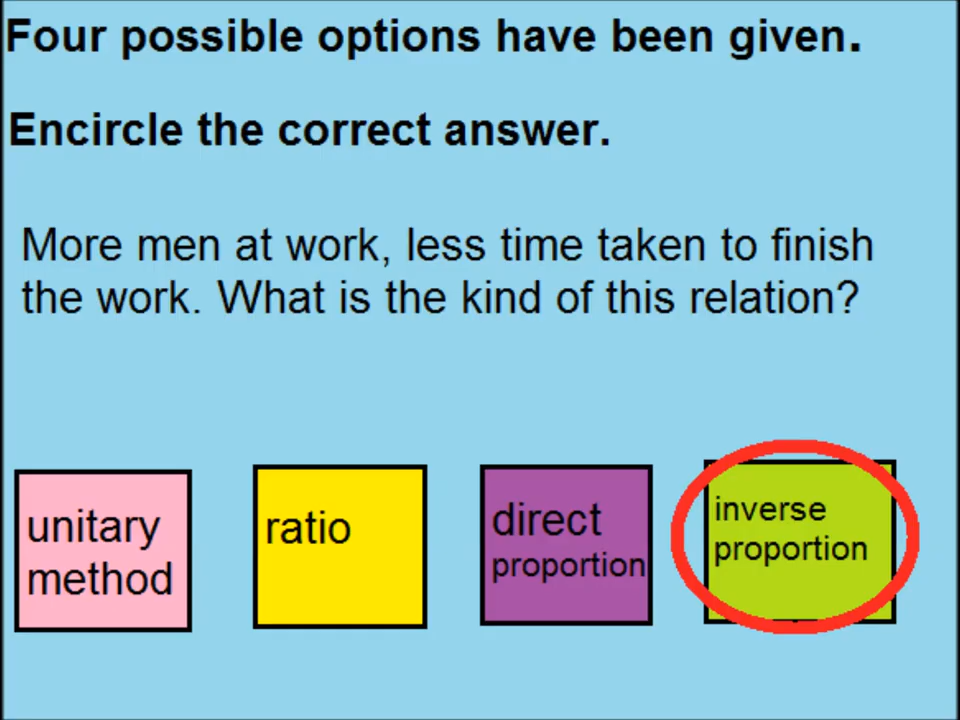 Four possible options have been given.
Encircle the correct answer.
More men at work, less time taken to finish
the work. What is the kind of this relation?
unitary
method
ratio
direct
proportion
inverse
proportion